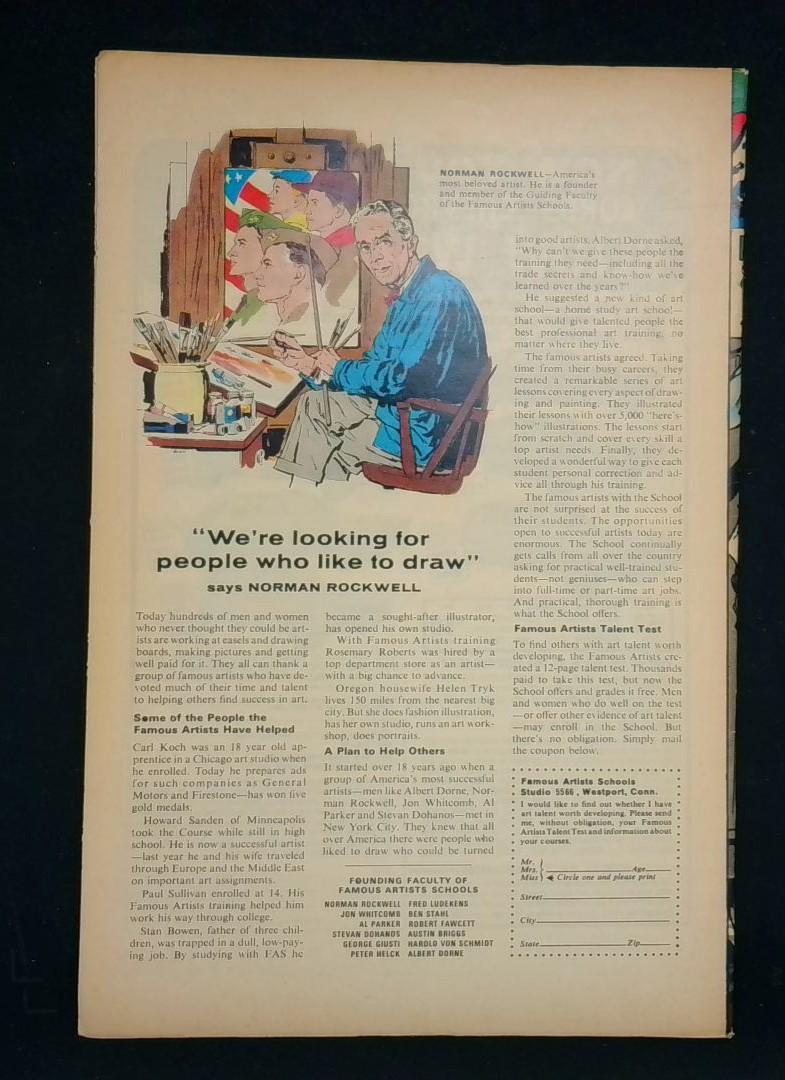 NORMAN ROCKWELL—America's
most beloved artist. He is a founder
and member of the Guiding Faculty
of the Famous Artists Schools.
"We're looking for
people who like to draw"
says NORMAN ROCKWELL
Today hundreds of men and women
who never thought they could be art-
ists are working at easels and drawing
boards, making pictures and getting
well paid for it. They all can thank a
group of famous artists who have de-
voted much of their time and talent
to helping others find success in art.
Some of the People the
Famous Artists Have Helped
Carl Koch was an 18 year old ap-
prentice in a Chicago art studio when
he enrolled. Today he prepares ads
for such companies as General
Motors and Firestone—has won five
gold medals.
Howard Sanden of Minneapolis
took the Course while still in high
school. He is now a successful artist
—last year he and his wife traveled
through Europe and the Middle East
on important art assignments.
Paul Sullivan enrolled at 14. His
Famous Artists training helped him
work his way through college.
Stan Bowen, father of three chil-
dren, was trapped in a dull, low-pay-
ing job. By studying with FAS he
became a sought-after illustrator,
has opened his own studio.
With Famous Artists training
Rosemary Roberts was hired by a
top department store as an artist—
with a big chance to advance.
Oregon housewife Helen Tryk
lives 150 miles from the nearest big
city. But she does fashion illustration,
has her own studio, runs an art work-
shop, does portraits.
A Plan to Help Others
It started over 18 years ago when a
group of America's most successful
artists—men like Albert Dorne, Nor-
man Rockwell, Jon Whitcomb, Al
Parker and Stevan Dohanos—met in
New York City. They knew that all
over America there were people who
liked to draw who could be turned
FOUNDING FACULTY OF
FAMOUS ARTISTS SCHOOLS
NORMAN ROCKWELL FRED LUDEKENS
JON WHITCOMB BEN STAHL
AL PARKER ROBERT FAWCETT
STEVAN DOHANOS AUSTIN BRIGGS
GEORGE GIUSTI HAROLD VON SCHMIDT
PETER HELCK ALBERT DORNE
into good artists. Albert Dorne asked,
"Why can't we give these people the
training they need—including all the
trade secrets and know-how we've
learned over the years?"
He suggested a new kind of art
school—a home study art school—
that would give talented people the
best professional art training, no
matter where they live.
The famous artists agreed. Taking
time from their busy careers, they
created a remarkable series of art
lessons covering every aspect of draw-
ing and painting. They illustrated
their lessons with over 5,000 "here's-
how" illustrations. The lessons start
from scratch and cover every skill a
top artist needs. Finally, they de-
veloped a wonderful way to give each
student personal correction and ad-
vice all through his training.
The famous artists with the School
are not surprised at the success of
their students. The opportunities
open to successful artists today are
enormous. The School continually
gets calls from all over the country
asking for practical well-trained stu-
dents—not geniuses—who can step
into full-time or part-time art jobs.
And practical, thorough training is
what the School offers.
Famous Artists Talent Test
To find others with art talent worth
developing, the Famous Artists cre-
ated a 12-page talent test. Thousands
paid to take this test, but now the
School offers and grades it free. Men
and women who do well on the test
—or offer other evidence of art talent
—may enroll in the School. But
there's no obligation. Simply mail
the coupon below.
Famous Artists Schools
Studio 5566, Westport, Conn.
I would like to find out whether I have
art talent worth developing. Please send
me, without obligation, your Famous
Artists Talent Test and information about
your courses.
Mr.
Mrs. Age
Miss Circle one and please print
Street
City
State Zip